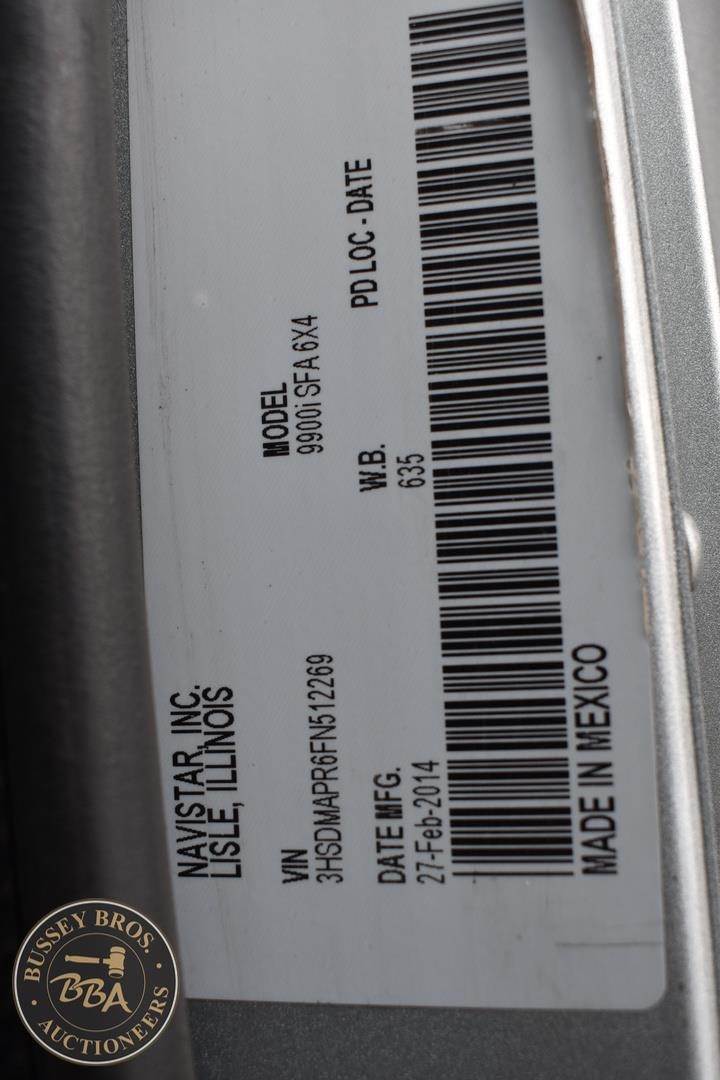 NAVISTAR, INC.
LISLE, ILLINOIS
VIN
3HSDMAPR6FN512269
MODEL
9900i SFA 6X4
DATE MFG.
27-Feb-2014
W.B.
635
PD LOC - DATE
MADE IN MEXICO
BUSSEY BROS.
BBA
AUCTIONEERS